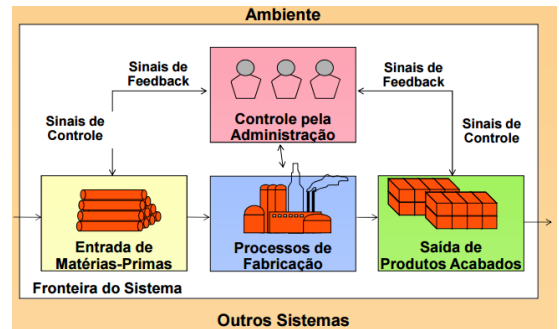 Ambiente
Sinais de
Feedback
Sinais de
Feedback
Controle pela
Administração
Sinais de
Controle
Sinais de
Controle
Entrada de
Matérias-Primas
Processos de
Fabricação
Saída de
Produtos Acabados
Fronteira do Sistema
Outros Sistemas